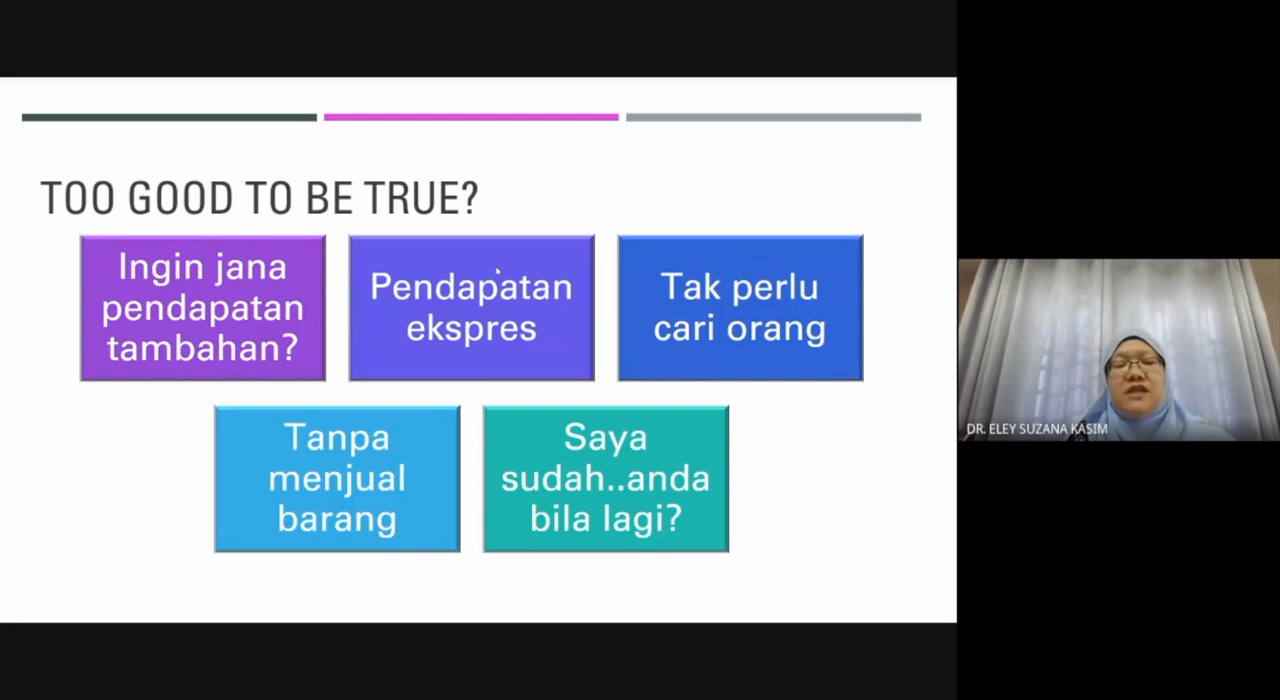 TOO GOOD TO BE TRUE?
Ingin jana
pendapatan
tambahan?
Pendapatan
ekspres
Tak perlu
cari orang
Tanpa
menjual
barang
Saya
sudah..anda
bila lagi?
DR. ELEY SUZANA KASIM